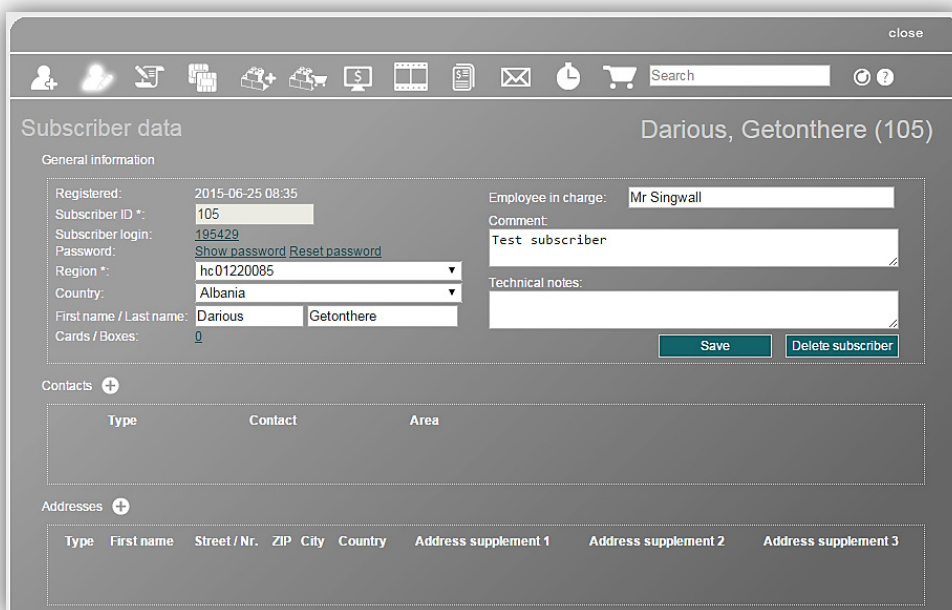 close
Search
Subscriber data
Darious, Getonthere (105)
General information
Registered: 2015-06-25 08:35
Subscriber ID *: 105
Subscriber login: 195429
Password: Show password Reset password
Region *: hc01220085
Country: Albania
First name / Last name: Darious Getonthere
Cards / Boxes: 0
Employee in charge: Mr Singwall
Comment:
Test subscriber
Technical notes:
Save Delete subscriber
Contacts
Type Contact Area
Addresses
Type First name Street / Nr. ZIP City Country Address supplement 1 Address supplement 2 Address supplement 3